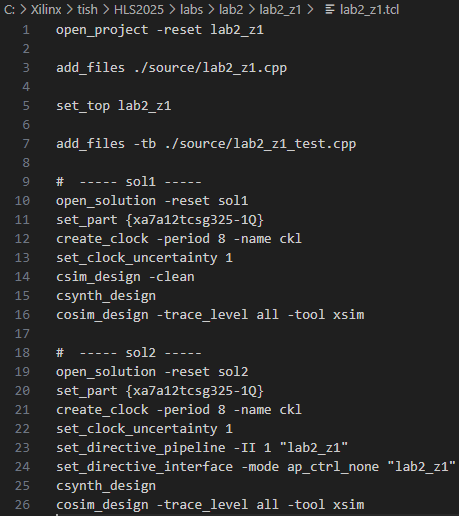 C: > Xilinx > tish > HLS2025 > labs > lab2 > lab2_z1 > lab2_z1.tcl
1 open_project -reset lab2_z1
2
3 add_files ./source/lab2_z1.cpp
4
5 set_top lab2_z1
6
7 add_files -tb ./source/lab2_z1_test.cpp
8
9 # ----- sol1 -----
10 open_solution -reset sol1
11 set_part {xa7a12tcsg325-1Q}
12 create_clock -period 8 -name ckl
13 set_clock_uncertainty 1
14 csim_design -clean
15 csynth_design
16 cosim_design -trace_level all -tool xsim
17
18 # ----- sol2 -----
19 open_solution -reset sol2
20 set_part {xa7a12tcsg325-1Q}
21 create_clock -period 8 -name ckl
22 set_clock_uncertainty 1
23 set_directive_pipeline -II 1 "lab2_z1"
24 set_directive_interface -mode ap_ctrl_none "lab2_z1"
25 csynth_design
26 cosim_design -trace_level all -tool xsim